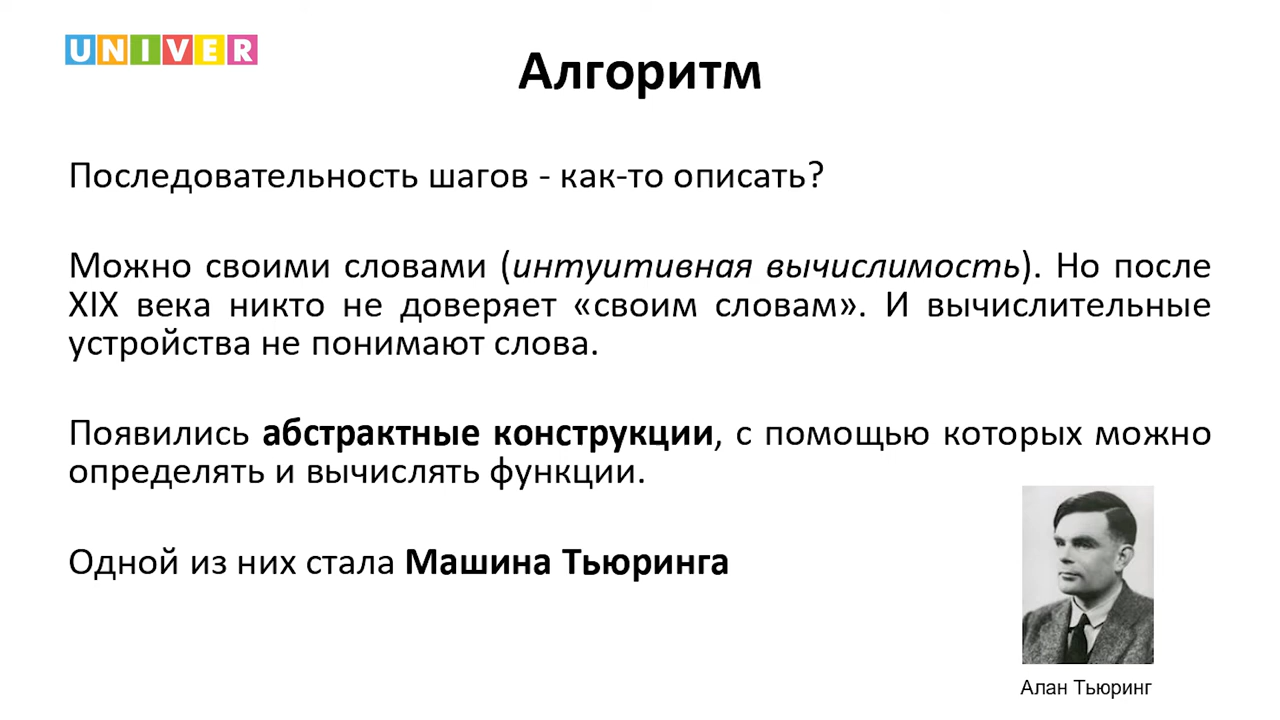 UNIVER
Алгоритм
Последовательность шагов - как-то описать?
Можно своими словами (интуитивная вычислимость). Но после
XIX века никто не доверяет «своим словам». И вычислительные
устройства не понимают слова.
Появились абстрактные конструкции, с помощью которых можно
определять и вычислять функции.
Одной из них стала Машина Тьюринга
Алан Тьюринг